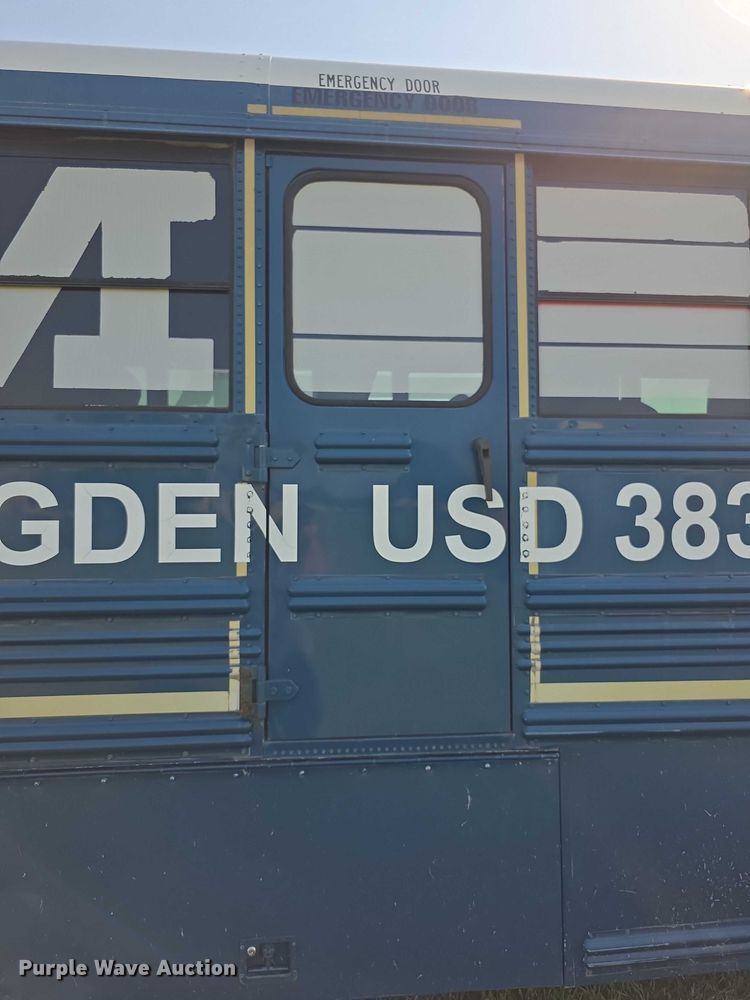 EMERGENCY DOOR
EMERGENCY DOOR
M
GDEN USD 383
Purple Wave Auction